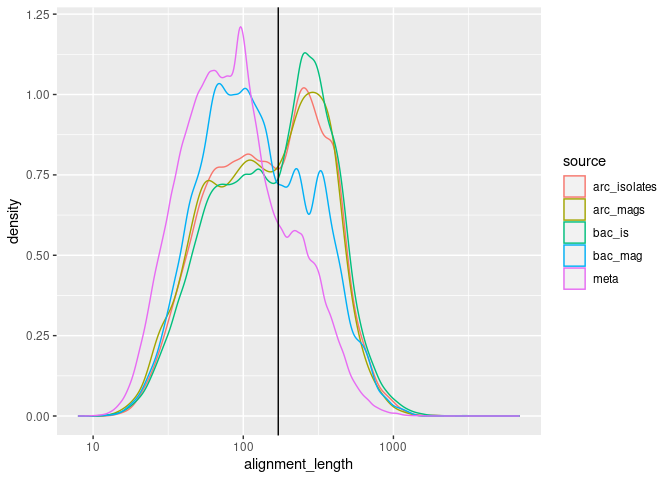 1.25
1.00
0.75
0.50
0.25
0.00
density
10
100
1000
alignment_length
source
arc_isolates
arc_mags
bac_is
bac_mag
meta